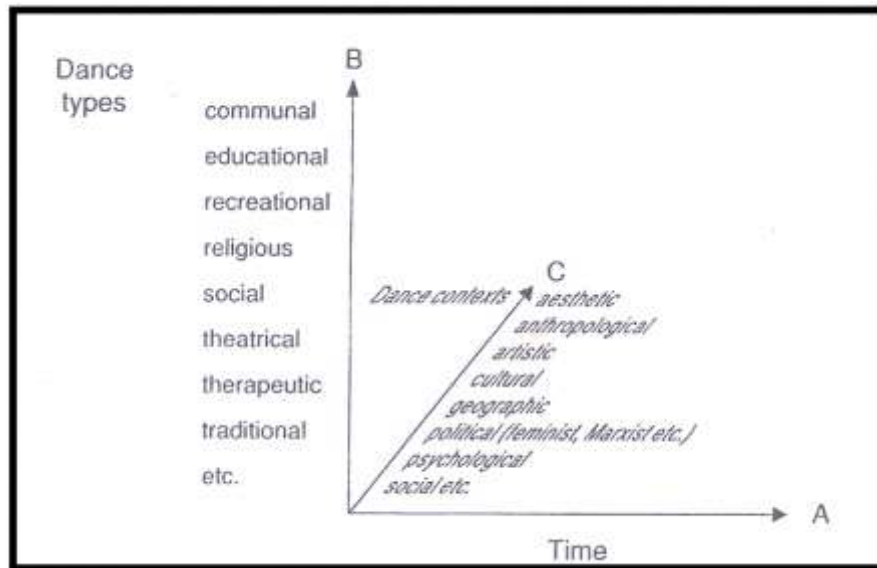 Dance
types
B
communal
educational
recreational
religious
social
theatrical
therapeutic
traditional
etc.
C
Dance contexts
aesthetic
anthropological
artistic
cultural
geographic
political (feminist, Marxist etc.)
psychological
social etc.
A
Time